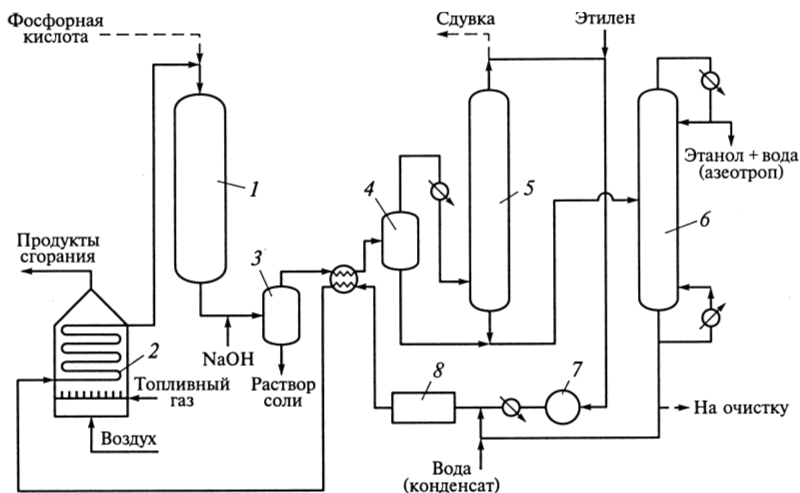 Фосфорная
кислота
Сдувка
Этилен
Этанол + вода
(азеотроп)
1
4
5
6
Продукты
сгорания
3
2
NaOH
Топливный
газ
Раствор
соли
8
7
Воздух
На очистку
Вода
(конденсат)